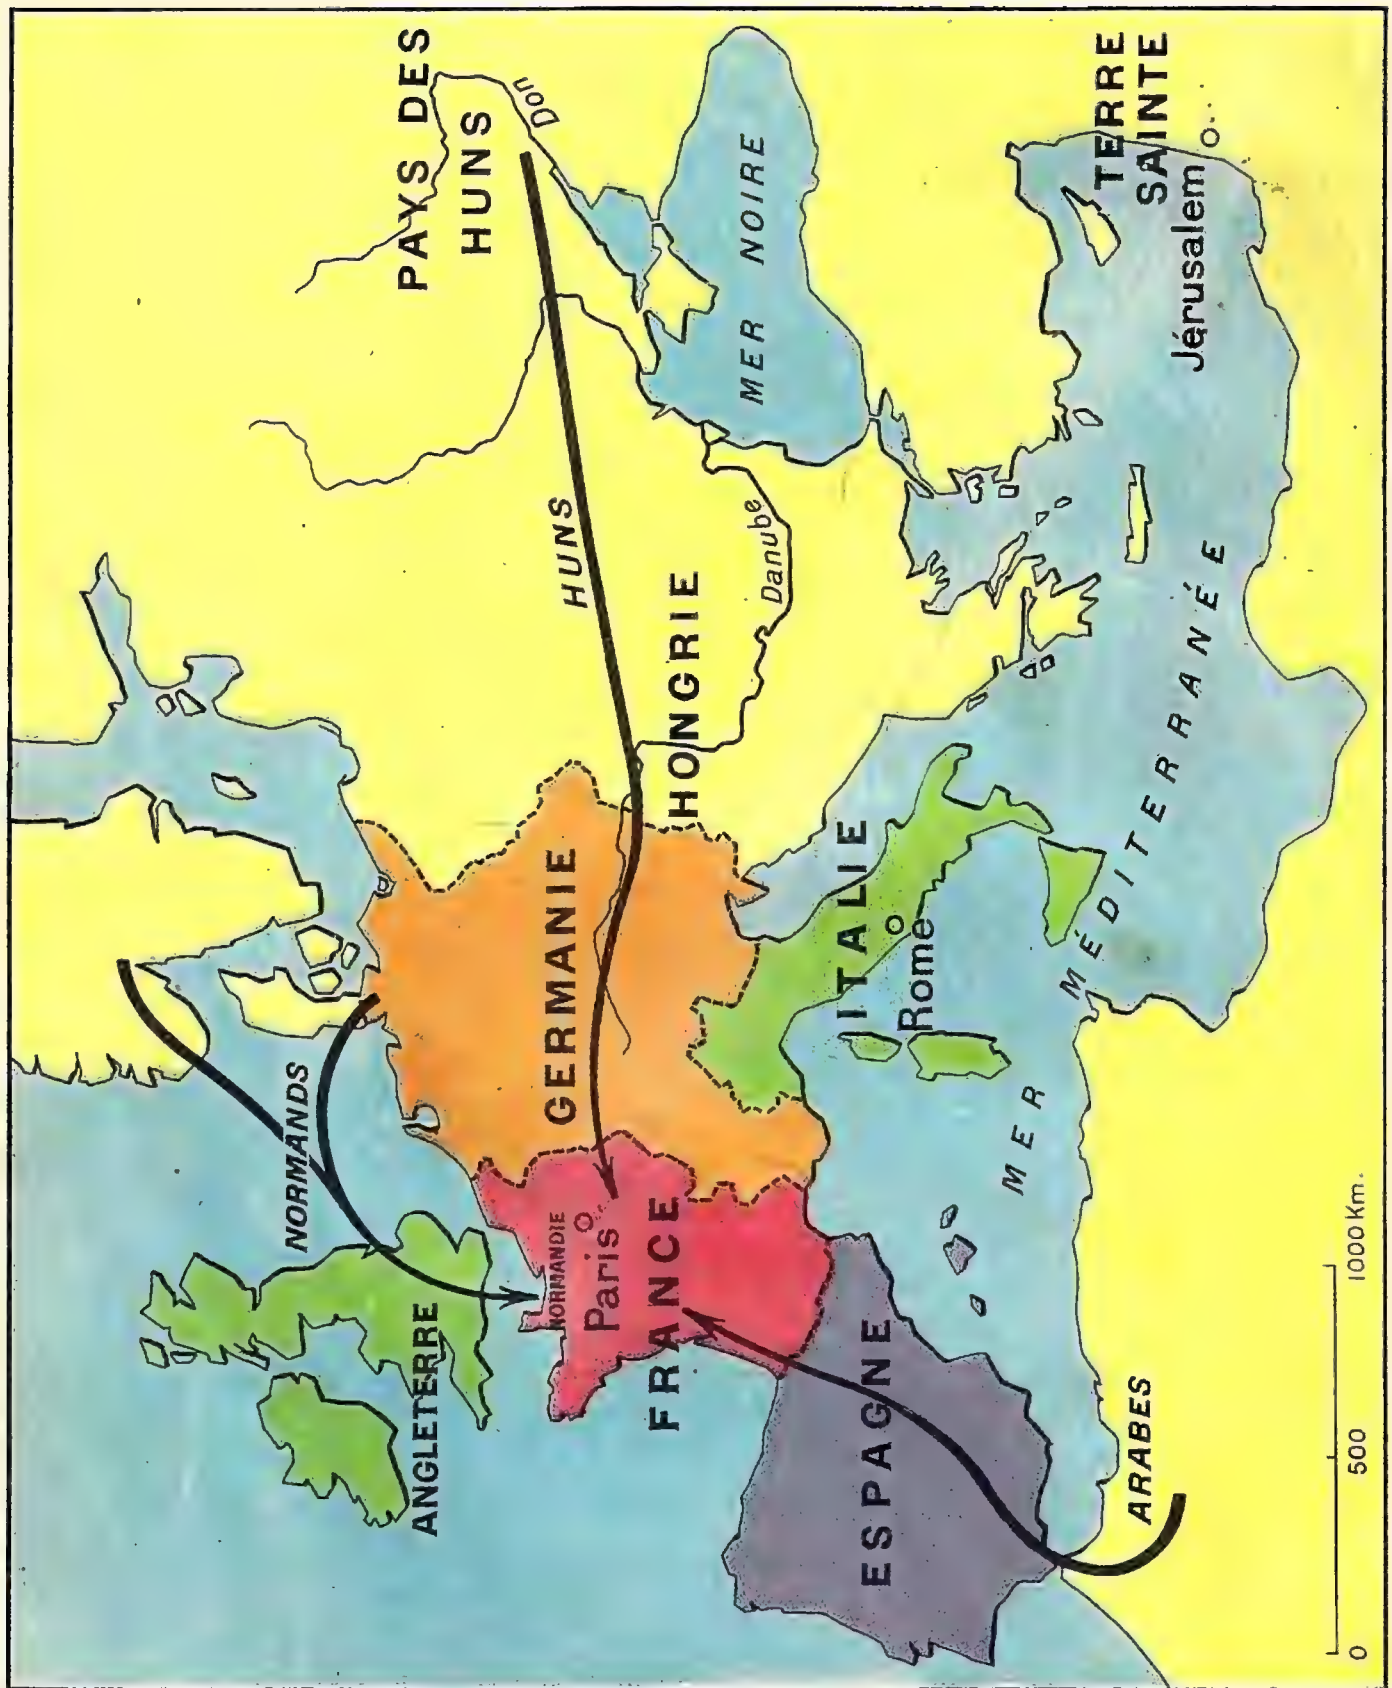 PAYS DES
HUNS
Don
HUNS
NORMANDS
ANGLETERRE
NORMANDIE
Paris
FRANCE
GERMANIE
HONGRIE
Danube
MER NOIRE
ESPAGNE
ITALIE
Rome
MER MÉDITERRANÉE
TERRE
SAINTE
Jérusalem
ARABES
0 500 1000 Km.